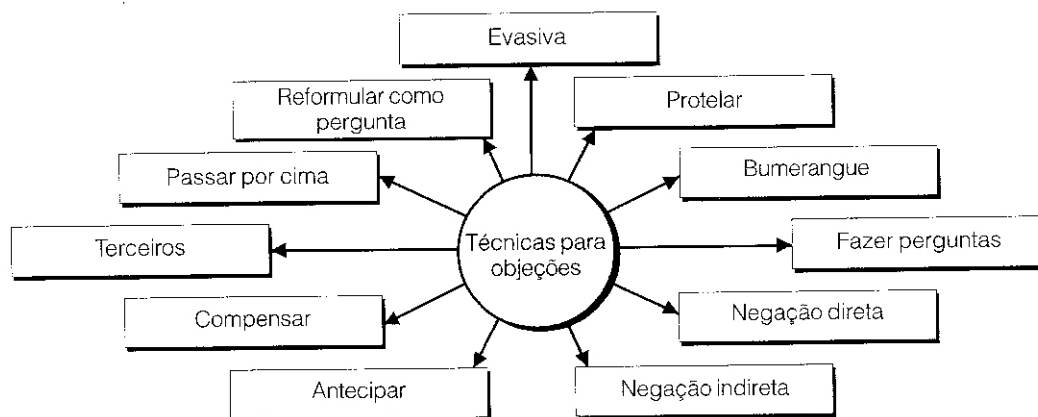 Evasiva
Reformular como
pergunta
Protelar
Passar por cima
Bumerangue
Terceiros
Técnicas para
objeções
Fazer perguntas
Compensar
Negação direta
Antecipar
Negação indireta